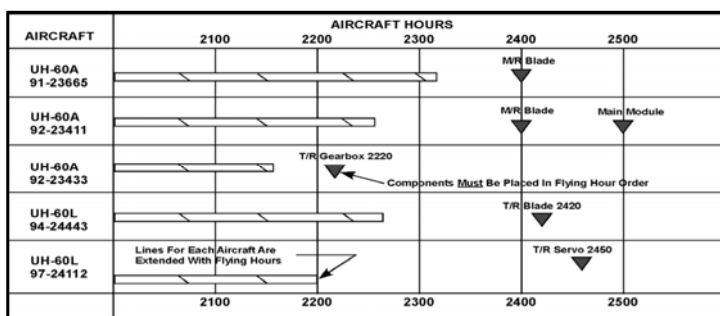 AIRCRAFT HOURS
AIRCRAFT
2100 2200 2300 2400 2500
UH-60A
91-23665
M/R Blade
UH-60A
92-23411
M/R Blade
Main Module
UH-60A
92-23433
T/R Gearbox 2220
Components Must Be Placed In Flying Hour Order
UH-60L
94-24443
T/R Blade 2420
UH-60L
97-24112
Lines For Each Aircraft Are
Extended With Flying Hours
T/R Servo 2450
2100 2200 2300 2400 2500